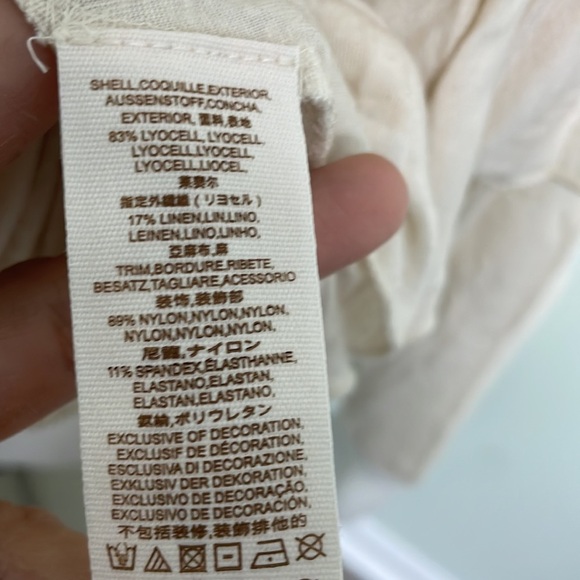 SHELL,COQUILLE,EXTERIOR,
AUSSENSTOFF,CONCHA,
EXTERIOR, 面料,表地
83% LYOCELL, LYOCELL,
LYOCELL,LYOCELL,
LYOCELL,LIOCEL,
莱赛尔
指定外繊維 (リヨセル)
17% LINEN,LIN,LINO,
LEINEN,LINO,LINHO,
亚麻布,麻
TRIM,BORDURE,RIBETE,
BESATZ,TAGLIARE,ACESSORIO
装饰,装飾部
89% NYLON,NYLON,NYLON,
NYLON,NYLON,NYLON,
尼龍,ナイロン
11% SPANDEX,ÉLASTHANNE,
ELASTANO,ELASTAN,
ELASTANE,ELASTANO,
氨纶,ポリウレタン
EXCLUSIVE OF DECORATION,
EXCLUSIF DE DÉCORATION,
ESCLUSIVA DI DECORAZIONE,
EXKLUSIV DER DEKORATION,
EXCLUSIVO DE DECORAÇÃO,
EXCLUSIVO DE DECORACIÓN,
不包括装修,装飾排他的